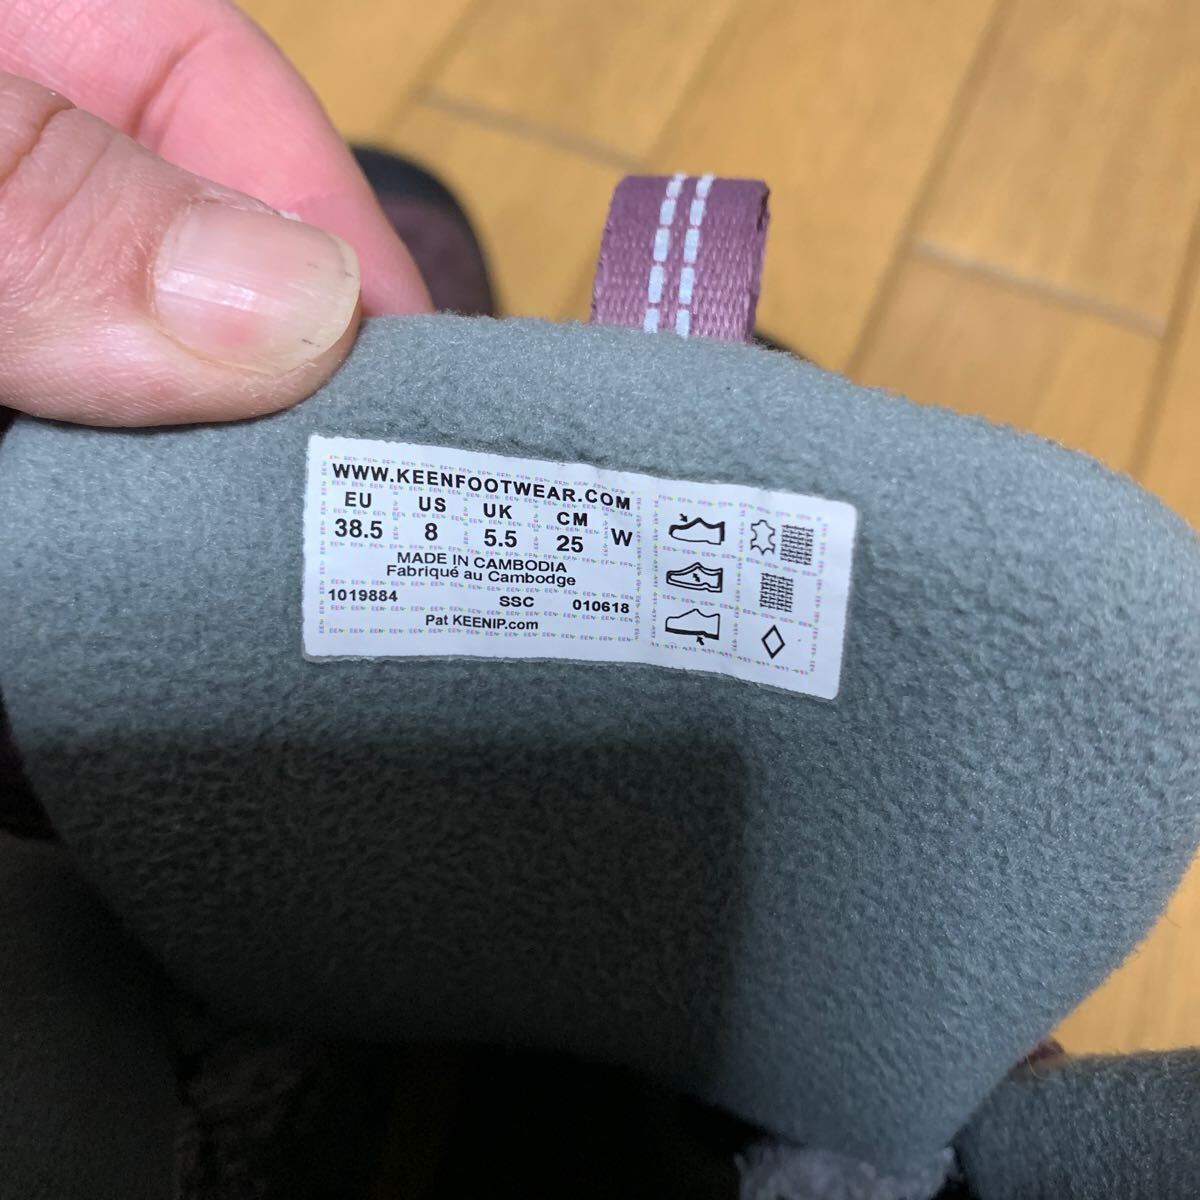 WWW.KEENFOOTWEAR.COM
EU US UK CM
38.5 8 5.5 25 W
MADE IN CAMBODIA
Fabriqué au Cambodge
1019884 SSC 010618
Pat KEENIP.com